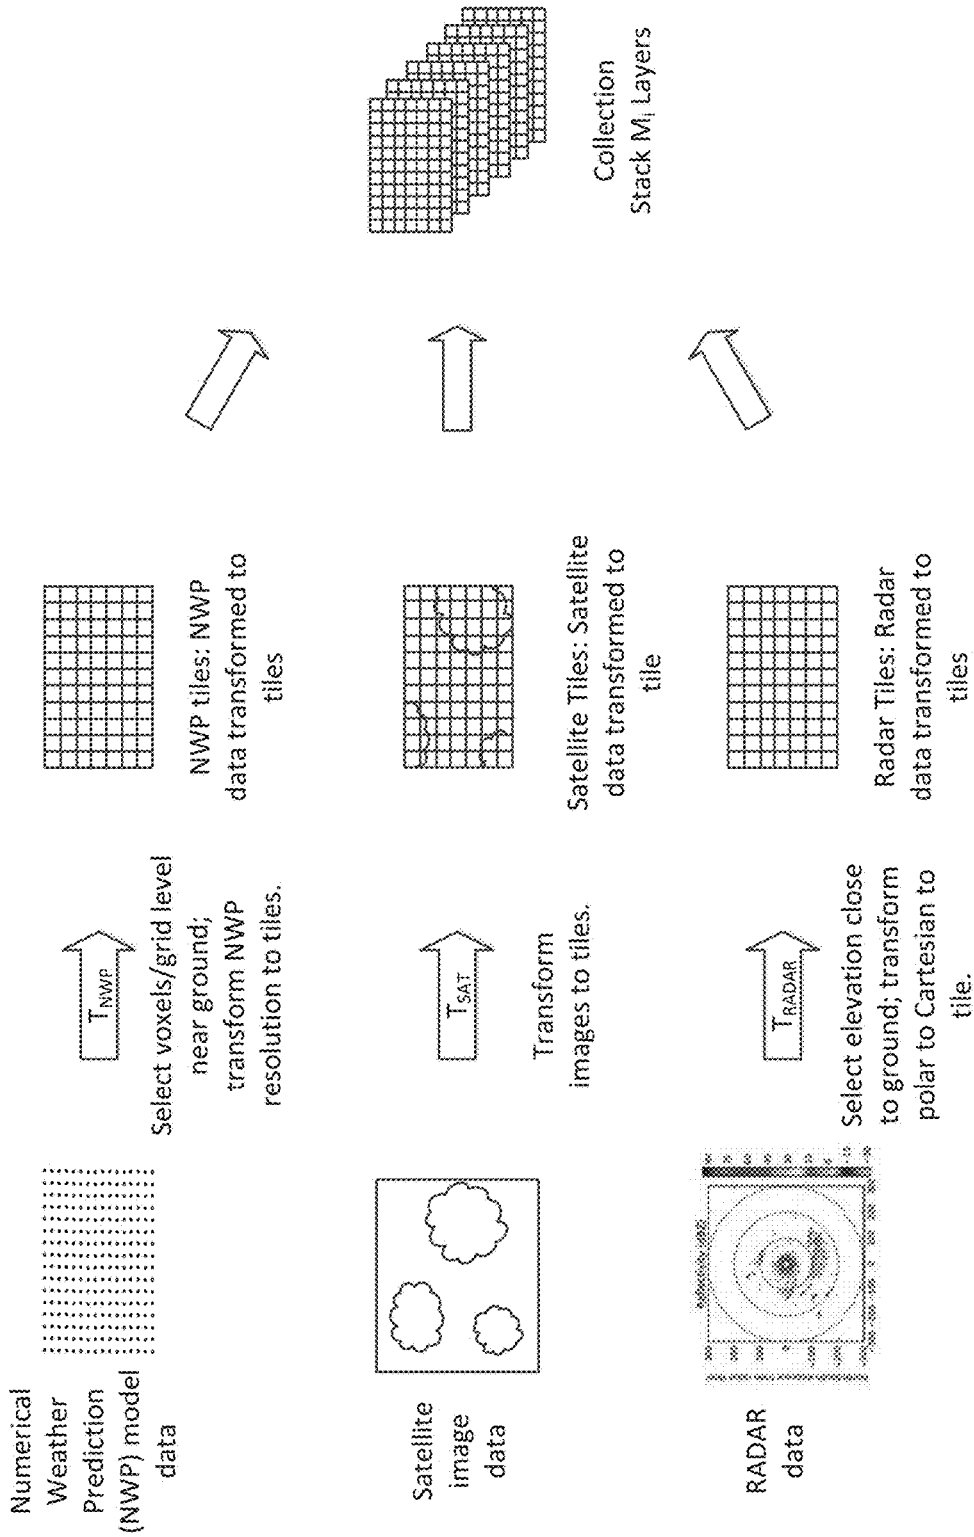 Numerical
Weather
Prediction
(NWP) model
data
T_NWP
Select voxels/grid level
near ground;
transform NWP
resolution to tiles.
NWP tiles: NWP
data transformed to
tiles
Satellite
image
data
T_SAT
Transform
images to tiles.
Satellite Tiles: Satellite
data transformed to
tile
RADAR
data
T_RADAR
Select elevation close
to ground; transform
polar to Cartesian to
tile.
Radar Tiles: Radar
data transformed to
tiles
Collection
Stack M_i Layers